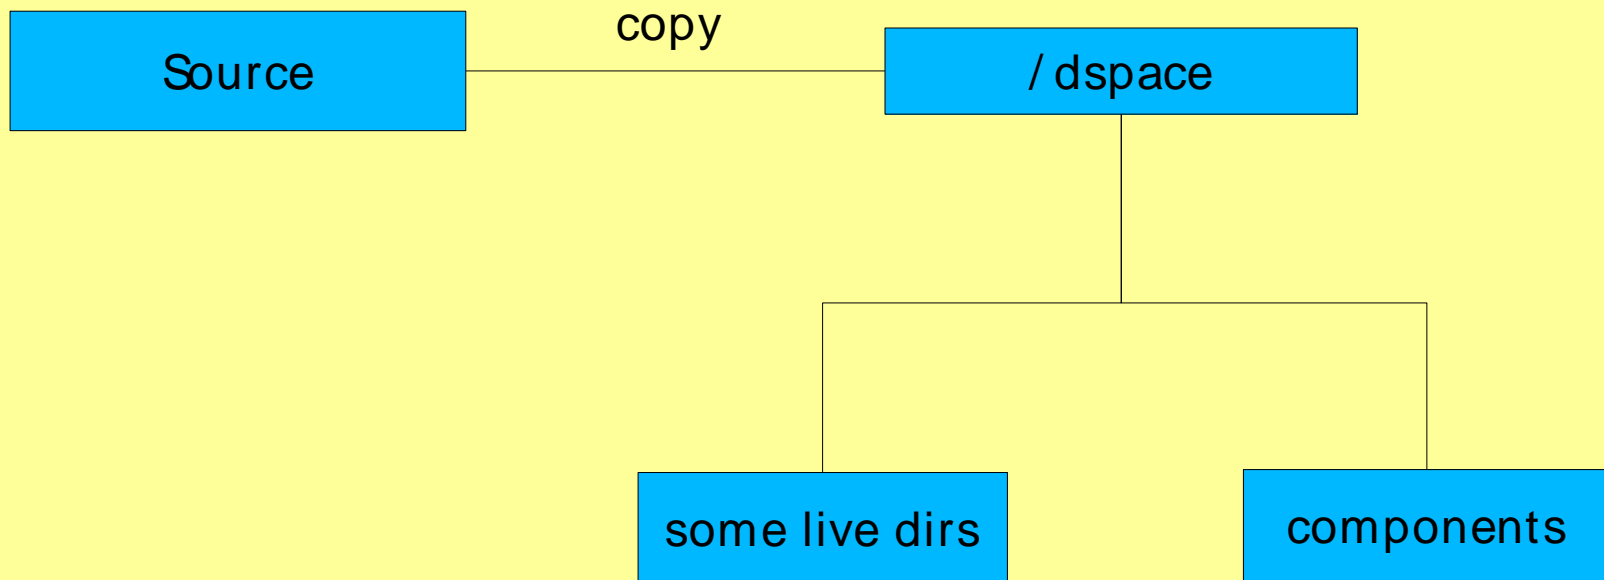 copy
Source
/ dspace
some live dirs
components